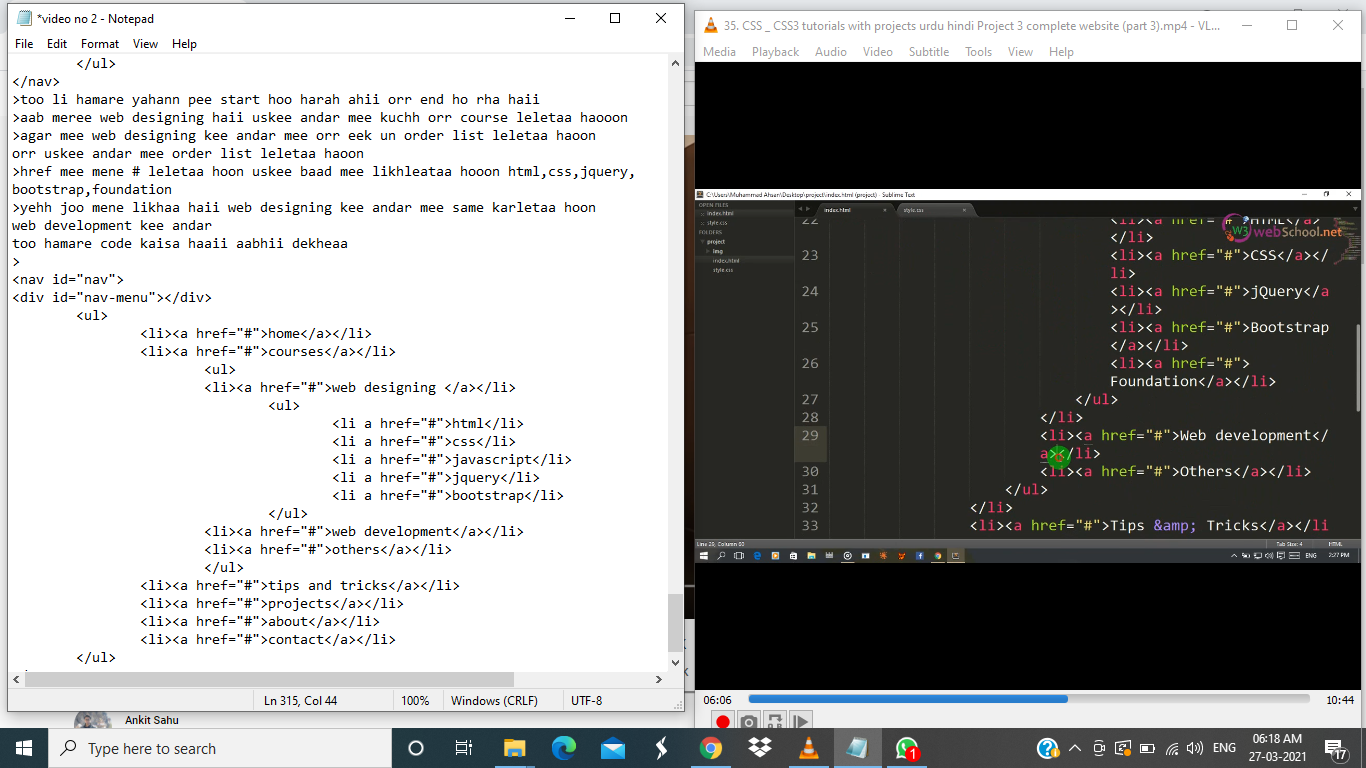 *video no 2 - Notepad
File Edit Format View Help
</ul>
</nav>
>too li hamare yahann pee start hoo harah ahii orr end ho rha haii
>aab meree web designing haii uskee andar mee kuchh orr course leletaa haooon
>agar mee web designing kee andar mee orr eek un order list leletaa haoon
orr uskee andar mee order list leletaa haoon
>href mee mene # leletaa hoon uskee baad mee likhleataa hooon html,css,jquery,
bootstrap,foundation
>yehh joo mene likhaa haii web designing kee andar mee same karletaa hoon
web development kee andar
too hamare code kaisa haaii aabhii dekheaa
>
<nav id="nav">
<div id="nav-menu"></div>
<ul>
<li><a href="#">home</a></li>
<li><a href="#">courses</a></li>
<ul>
<li><a href="#">web designing </a></li>
<ul>
<li a href="#">html</li>
<li a href="#">css</li>
<li a href="#">javascript</li>
<li a href="#">jquery</li>
<li a href="#">bootstrap</li>
</ul>
<li><a href="#">web development</a></li>
<li><a href="#">others</a></li>
</ul>
<li><a href="#">tips and tricks</a></li>
<li><a href="#">projects</a></li>
<li><a href="#">about</a></li>
<li><a href="#">contact</a></li>
</ul>
Ln 315, Col 44 100% Windows (CRLF) UTF-8
Ankit Sahu
35. CSS _ CSS3 tutorials with projects urdu hindi Project 3 complete website (part 3).mp4 - VL...
Media Playback Audio Video Subtitle Tools View Help
C:\Users\Muhammad Ahsan\Desktop\project\index.html (project) - Sublime Text
OPEN FILES
index.html
style.css
FOLDERS
project
img
index.html
style.css
index.html style.css
W3 webSchool.net
22 <li><a href="#">HTML</a>
</li>
23 <li><a href="#">CSS</a></
li>
24 <li><a href="#">jQuery</a
></li>
25 <li><a href="#">Bootstrap
</a></li>
26 <li><a href="#">
Foundation</a></li>
27 </ul>
28 </li>
29 <li><a href="#">Web development</
a></li>
30 <li><a href="#">Others</a></li>
31 </ul>
32 </li>
33 <li><a href="#">Tips &amp; Tricks</a></li
Line 29, Column 60 Tab Size: 4 HTML
ENG 2:27 PM
06:06 10:44
Type here to search
1
ENG
06:18 AM
27-03-2021
17